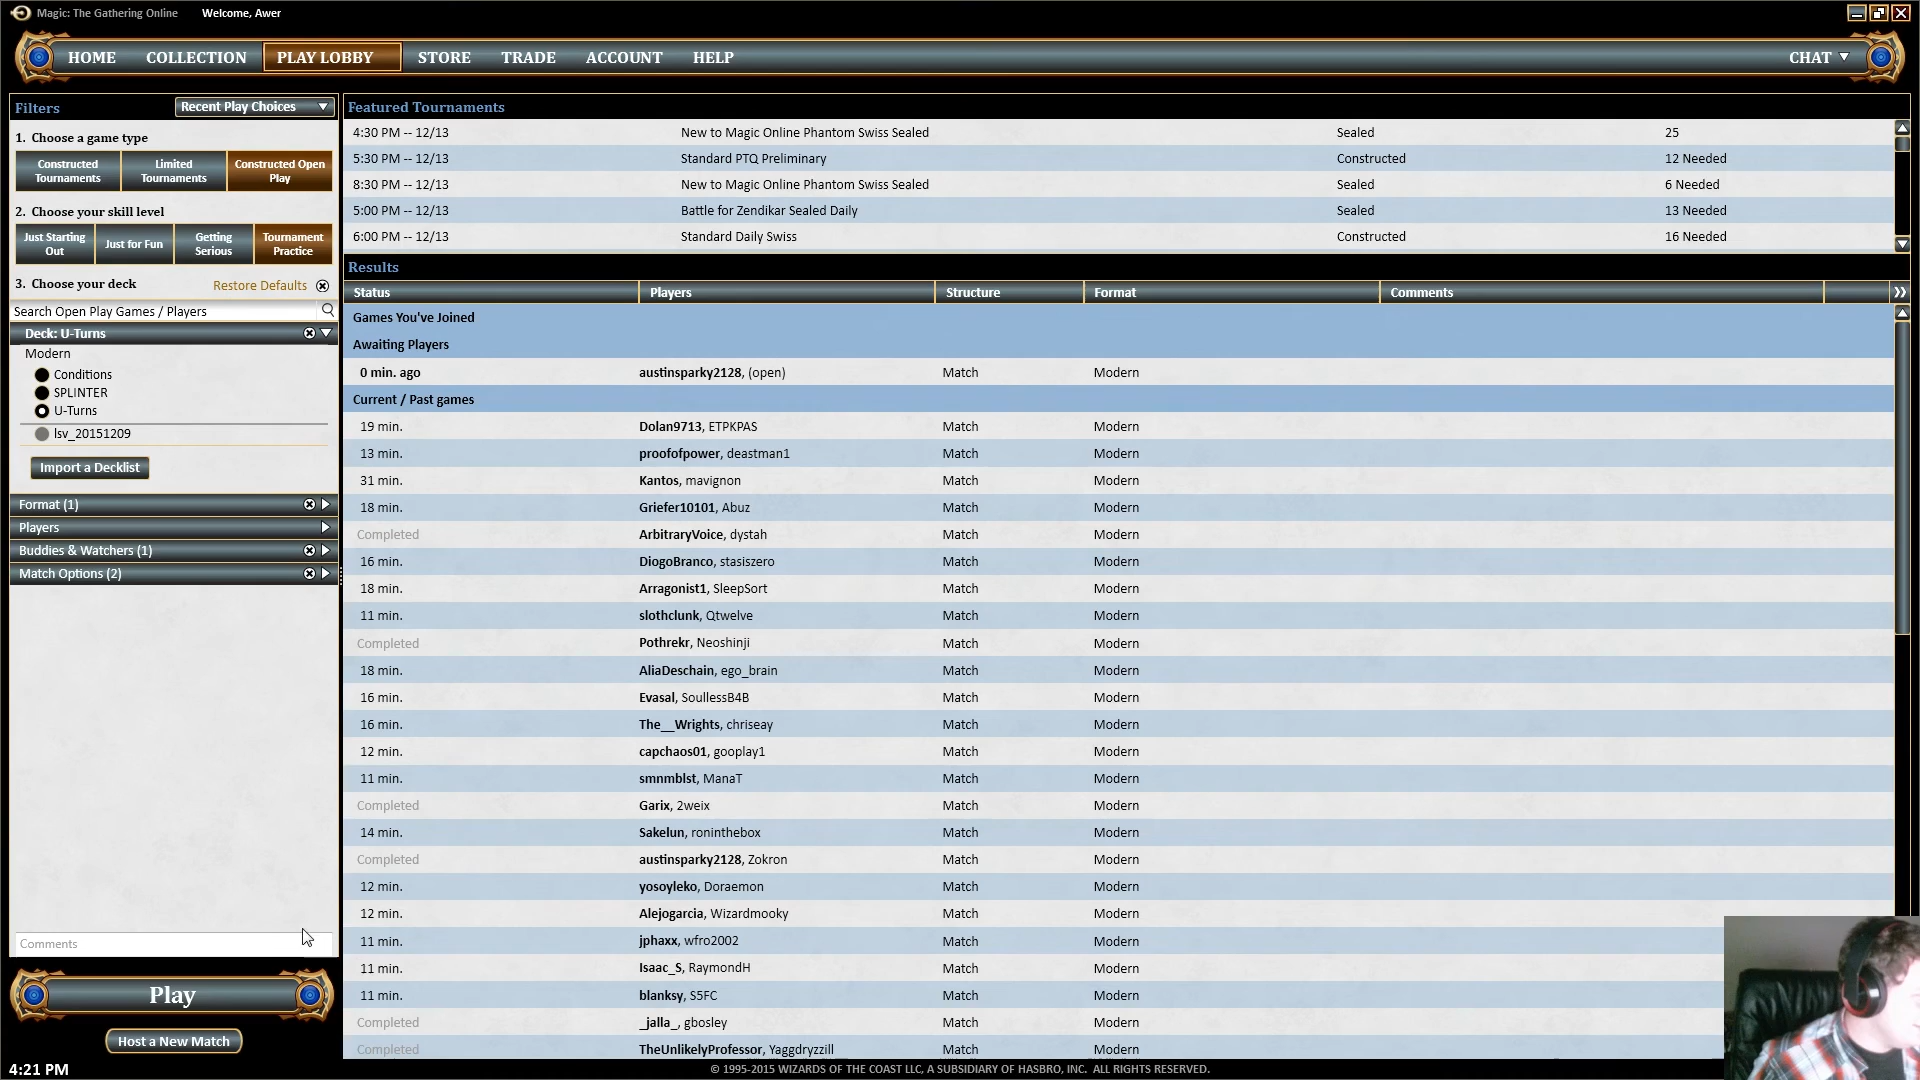 Magic: The Gathering Online Welcome, Awer
HOME COLLECTION PLAY LOBBY STORE TRADE ACCOUNT HELP CHAT
Filters Recent Play Choices
1. Choose a game type
Constructed Tournaments Limited Tournaments Constructed Open Play
2. Choose your skill level
Just Starting Out Just for Fun Getting Serious Tournament Practice
3. Choose your deck Restore Defaults
Search Open Play Games / Players
Deck: U-Turns
Modern
Conditions
SPLINTER
U-Turns
lsv_20151209
Import a Decklist
Format (1)
Players
Buddies & Watchers (1)
Match Options (2)
Comments
Play
Host a New Match
4:21 PM
Featured Tournaments
4:30 PM -- 12/13 New to Magic Online Phantom Swiss Sealed Sealed 25
5:30 PM -- 12/13 Standard PTQ Preliminary Constructed 12 Needed
8:30 PM -- 12/13 New to Magic Online Phantom Swiss Sealed Sealed 6 Needed
5:00 PM -- 12/13 Battle for Zendikar Sealed Daily Sealed 13 Needed
6:00 PM -- 12/13 Standard Daily Swiss Constructed 16 Needed
Results
Status Players Structure Format Comments
Games You've Joined
Awaiting Players
0 min. ago austinsparky2128, (open) Match Modern
Current / Past games
19 min. Dolan9713, ETPKPAS Match Modern
13 min. proofofpower, deastman1 Match Modern
31 min. Kantos, mavignon Match Modern
18 min. Griefer10101, Abuz Match Modern
Completed ArbitraryVoice, dystah Match Modern
16 min. DiogoBranco, stasiszero Match Modern
18 min. Arragonist1, SleepSort Match Modern
11 min. slothclunk, Qtwelve Match Modern
Completed Pothrekr, Neoshinji Match Modern
18 min. AliaDeschain, ego_brain Match Modern
16 min. Evasal, SoullessB4B Match Modern
16 min. The__Wrights, chriseay Match Modern
12 min. capchaos01, gooplay1 Match Modern
11 min. smnmblst, ManaT Match Modern
Completed Garix, 2weix Match Modern
14 min. Sakelun, roninthebox Match Modern
Completed austinsparky2128, Zokron Match Modern
12 min. yosoyleko, Doraemon Match Modern
12 min. Alejogarcia, Wizardmooky Match Modern
11 min. jphaxx, wfro2002 Match Modern
11 min. Isaac_S, RaymondH Match Modern
11 min. blanksy, S5FC Match Modern
Completed _jalla_, gbosley Match Modern
Completed TheUnlikelyProfessor, Yaggdryzzill Match Modern
© 1995-2015 WIZARDS OF THE COAST LLC, A SUBSIDIARY OF HASBRO, INC. ALL RIGHTS RESERVED.